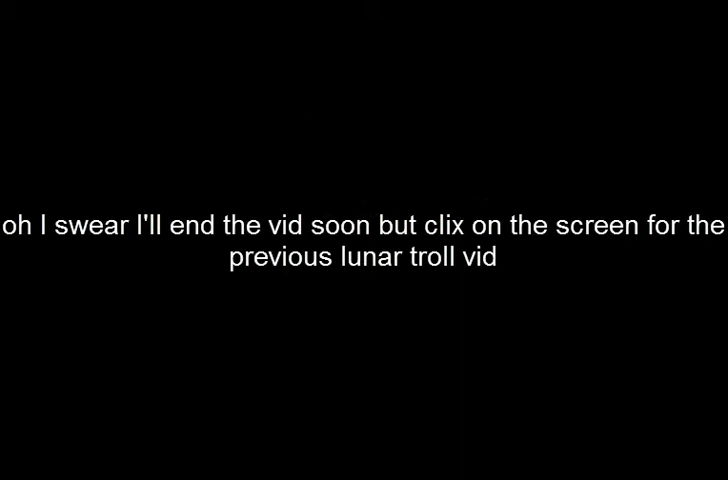 oh I swear I'll end the vid soon but clix on the screen for the
previous lunar troll vid